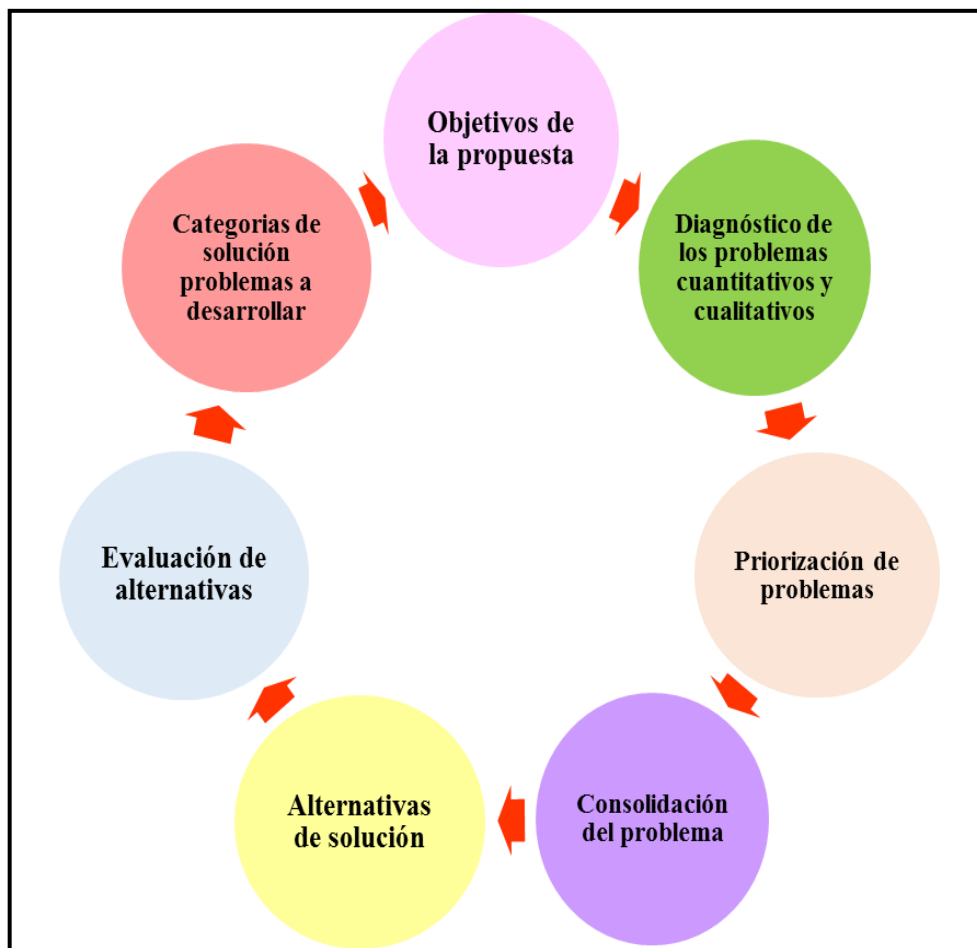 Objetivos de
la propuesta
Diagnóstico de
los problemas
cuantitativos y
cualitativos
Priorización de
problemas
Consolidación
del problema
Alternativas
de solución
Evaluación de
alternativas
Categorias de
solución
problemas a
desarrollar